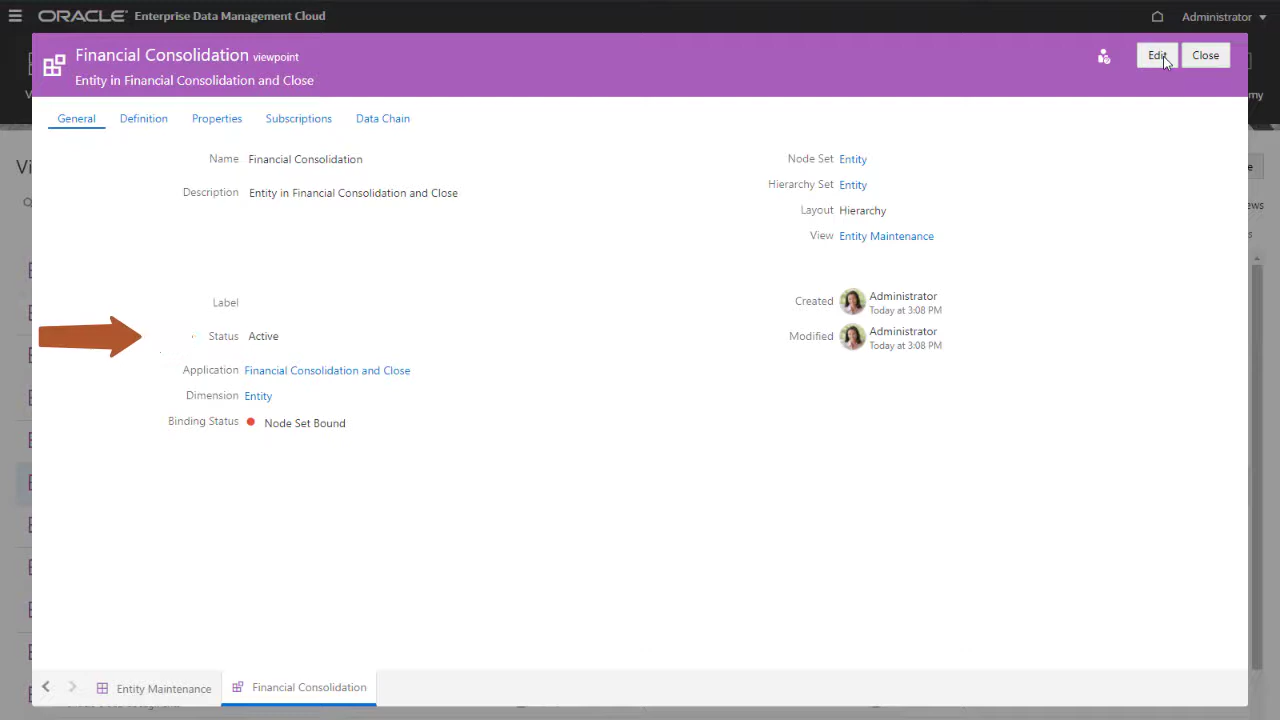 ORACLE Enterprise Data Management Cloud
Administrator
Financial Consolidation viewpoint
Entity in Financial Consolidation and Close
Edit
Close
General
Definition
Properties
Subscriptions
Data Chain
Name Financial Consolidation
Description Entity in Financial Consolidation and Close
Node Set Entity
Hierarchy Set Entity
Layout Hierarchy
View Entity Maintenance
Label
Status Active
Application Financial Consolidation and Close
Dimension Entity
Binding Status Node Set Bound
Created Administrator
Today at 3:08 PM
Modified Administrator
Today at 3:08 PM
Entity Maintenance
Financial Consolidation